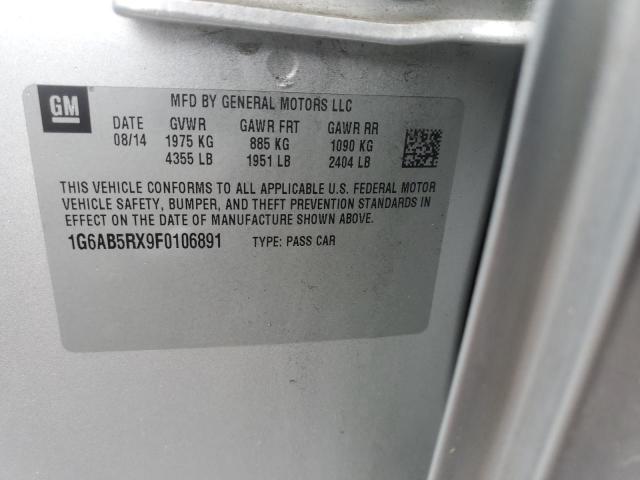 GM
MFD BY GENERAL MOTORS LLC
DATE GVWR GAWR FRT GAWR RR
08/14 1975 KG 885 KG 1090 KG
4355 LB 1951 LB 2404 LB
THIS VEHICLE CONFORMS TO ALL APPLICABLE U.S. FEDERAL MOTOR
VEHICLE SAFETY, BUMPER, AND THEFT PREVENTION STANDARDS IN
EFFECT ON THE DATE OF MANUFACTURE SHOWN ABOVE.
1G6AB5RX9F0106891 TYPE: PASS CAR